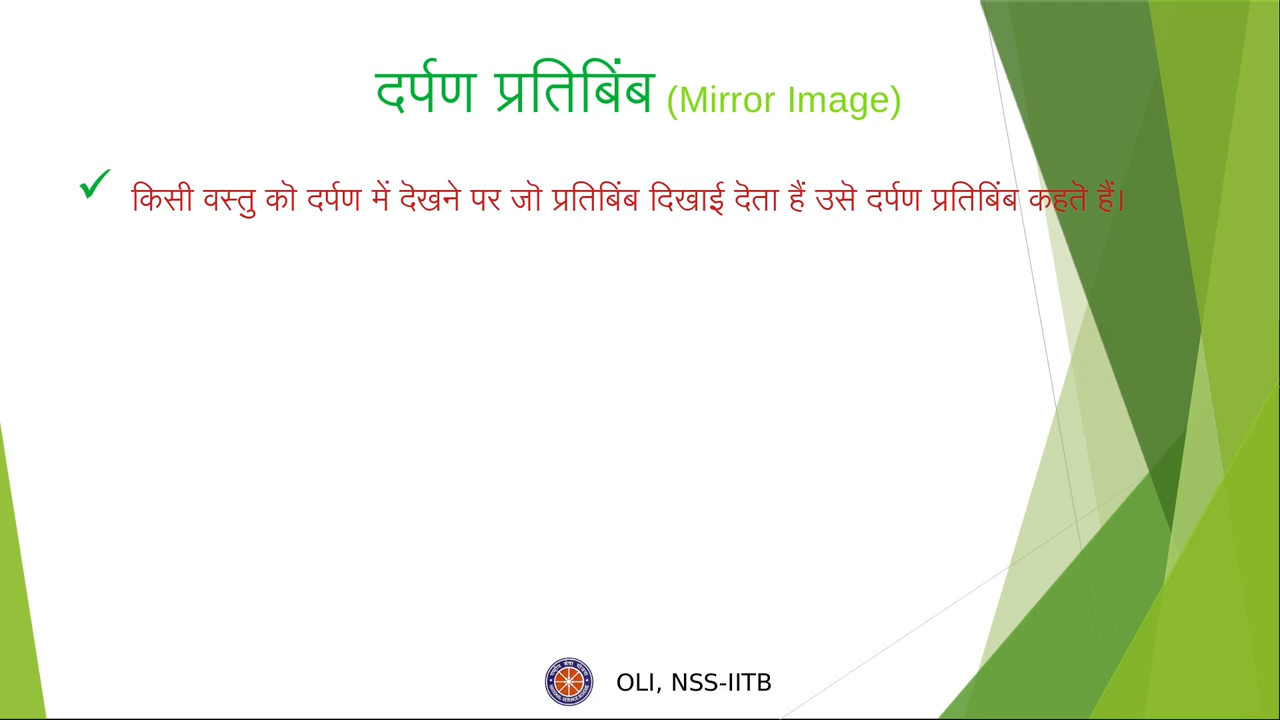 दर्पण प्रतिबिंब (Mirror Image)
✓ किसी वस्तु कॊ दर्पण में दॆखनॆ पर जॊ प्रतिबिंब दिखाई दॆता हैं उसॆ दर्पण प्रतिबिंब कहतॆ हैं।
OLI, NSS-IITB